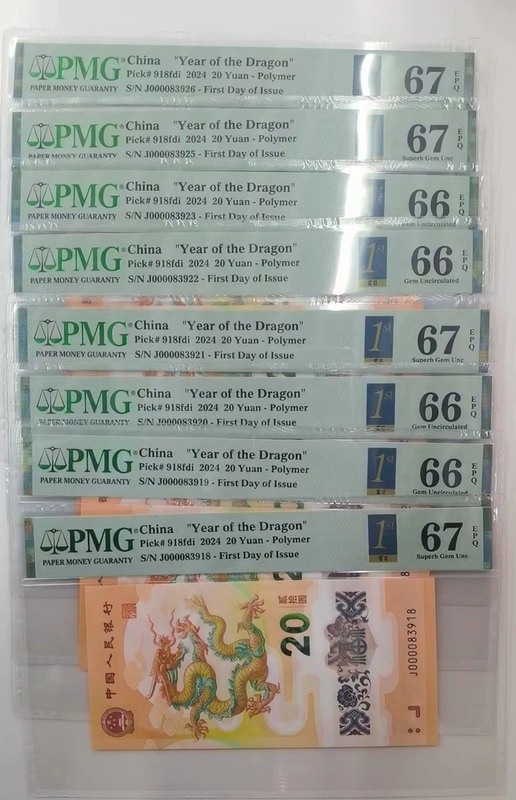 PMG
PAPER MONEY GUARANTY
China "Year of the Dragon"
Pick# 918fdi 2024 20 Yuan - Polymer
S/N J000083926 - First Day of Issue
67
EPQ
PMG
PAPER MONEY GUARANTY
China "Year of the Dragon"
Pick# 918fdi 2024 20 Yuan - Polymer
S/N J000083925 - First Day of Issue
67
EPQ
Superb Gem Unc
PMG
PAPER MONEY GUARANTY
China "Year of the Dragon"
Pick# 918fdi 2024 20 Yuan - Polymer
S/N J000083923 - First Day of Issue
66
EPQ
Gem Uncirculated
PMG
PAPER MONEY GUARANTY
China "Year of the Dragon"
Pick# 918fdi 2024 20 Yuan - Polymer
S/N J000083922 - First Day of Issue
1st
66
EPQ
Gem Uncirculated
PMG
PAPER MONEY GUARANTY
China "Year of the Dragon"
Pick# 918fdi 2024 20 Yuan - Polymer
S/N J000083921 - First Day of Issue
1st
67
EPQ
Superb Gem Unc
PMG
PAPER MONEY GUARANTY
China "Year of the Dragon"
Pick# 918fdi 2024 20 Yuan - Polymer
S/N J000083920 - First Day of Issue
1st
66
EPQ
Gem Uncirculated
PMG
PAPER MONEY GUARANTY
China "Year of the Dragon"
Pick# 918fdi 2024 20 Yuan - Polymer
S/N J000083919 - First Day of Issue
1st
66
EPQ
Gem Uncirculated
PMG
PAPER MONEY GUARANTY
China "Year of the Dragon"
Pick# 918fdi 2024 20 Yuan - Polymer
S/N J000083918 - First Day of Issue
1st
67
EPQ
Superb Gem Unc
中国人民银行
20
贰拾圆
J000083918